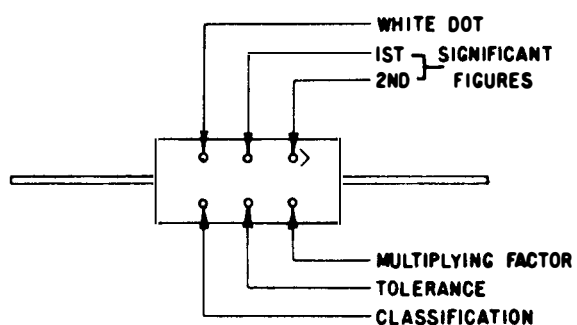 WHITE DOT
1ST SIGNIFICANT
2ND FIGURES
MULTIPLYING FACTOR
TOLERANCE
CLASSIFICATION